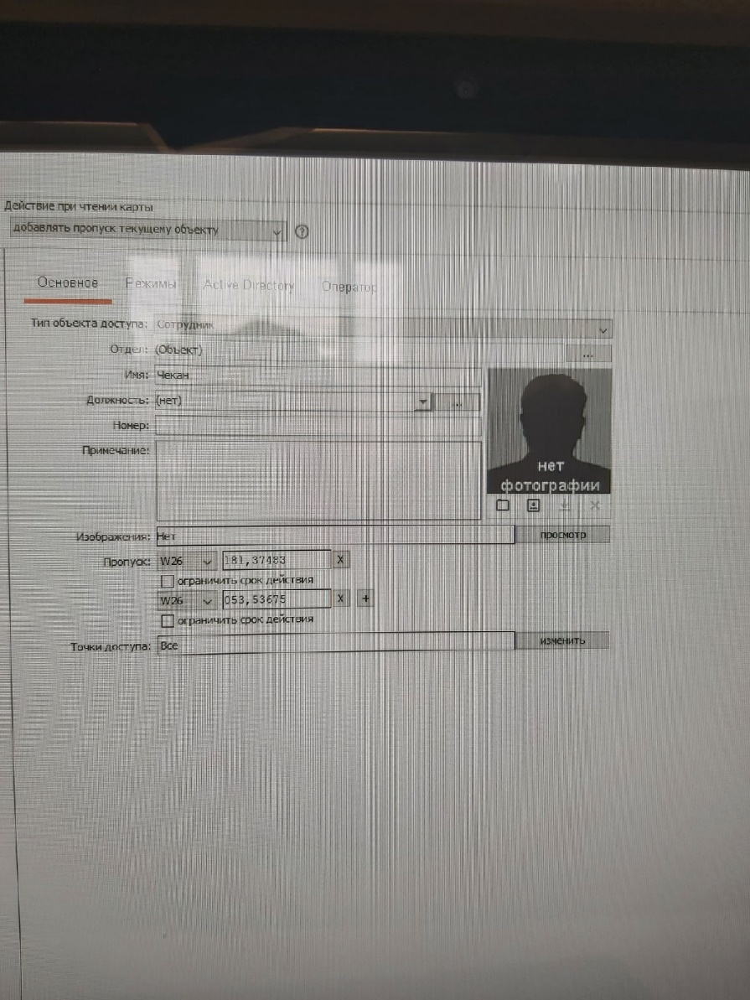 Действие при чтении карты
добавлять пропуск текущему объекту ?
Основное Режимы Active Directory Оператор
Тип объекта доступа: Сотрудник
Отдел: (Объект) ...
Имя: Чекан
Должность: (нет) ...
Номер:
Примечание:
нет
фотографии
Изображения: Нет просмотр
Пропуск: W26 181,37483 X
ограничить срок действия
W26 053,53675 X +
ограничить срок действия
Точки доступа: Все изменить